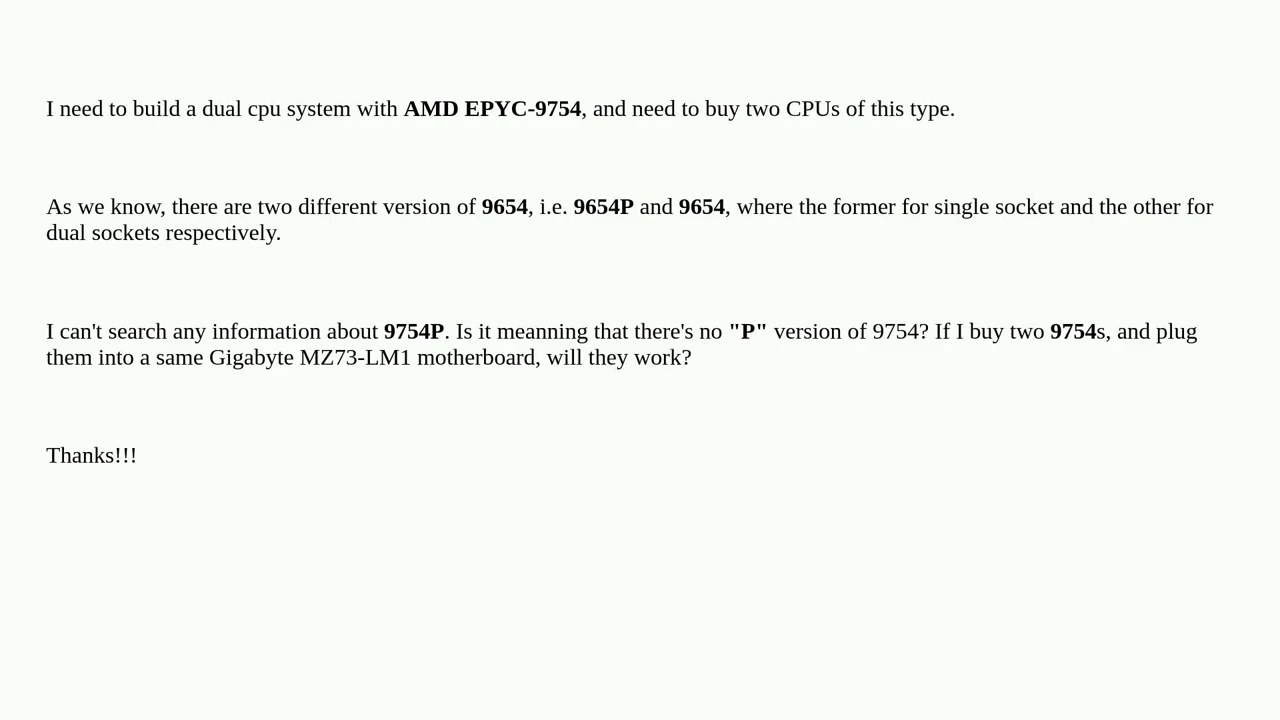 I need to build a dual cpu system with AMD EPYC-9754, and need to buy two CPUs of this type.
As we know, there are two different version of 9654, i.e. 9654P and 9654, where the former for single socket and the other for
dual sockets respectively.
I can't search any information about 9754P. Is it meanning that there's no "P" version of 9754? If I buy two 9754s, and plug
them into a same Gigabyte MZ73-LM1 motherboard, will they work?
Thanks!!!